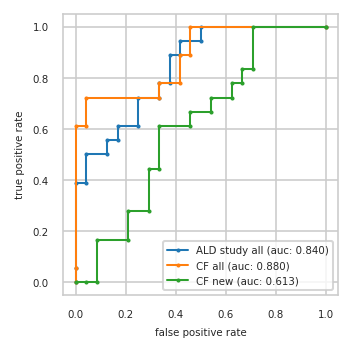 1.0
0.8
0.6
0.4
0.2
0.0
true positive rate
ALD study all (auc: 0.840)
CF all (auc: 0.880)
CF new (auc: 0.613)
0.0 0.2 0.4 0.6 0.8 1.0
false positive rate